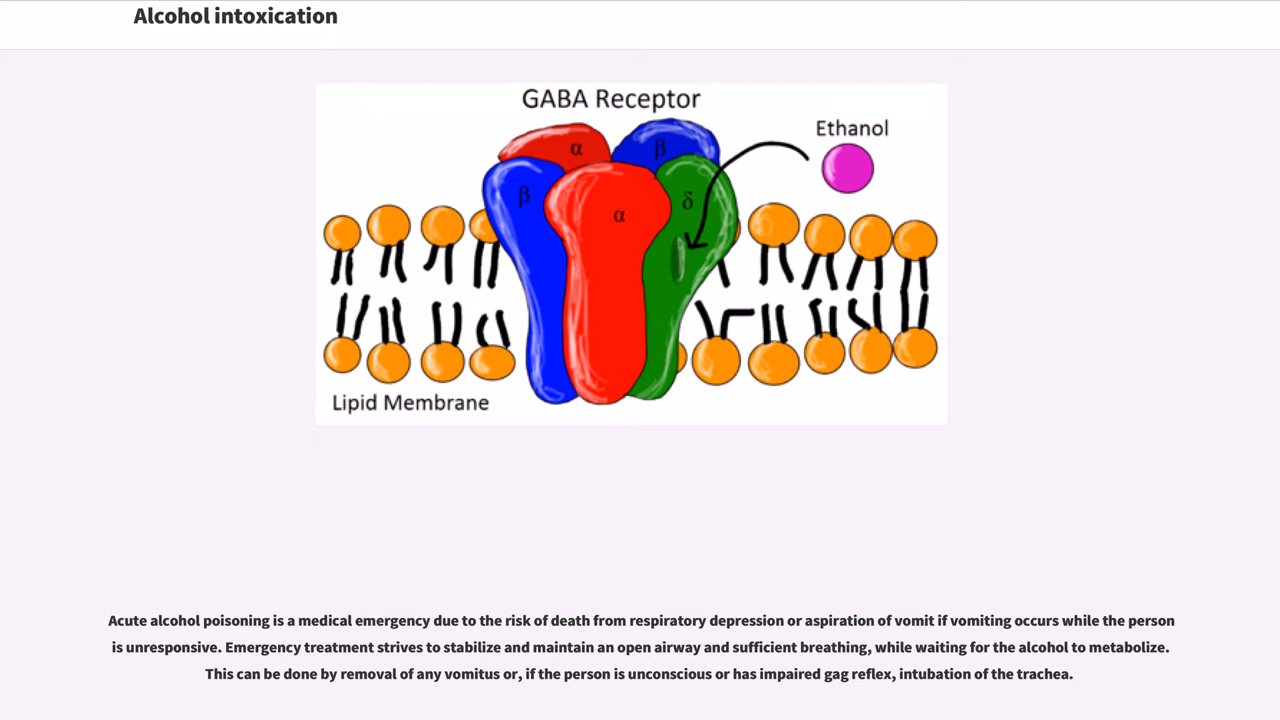 Alcohol intoxication
GABA Receptor
Ethanol
α
β
β
δ
α
Lipid Membrane
Acute alcohol poisoning is a medical emergency due to the risk of death from respiratory depression or aspiration of vomit if vomiting occurs while the person
is unresponsive. Emergency treatment strives to stabilize and maintain an open airway and sufficient breathing, while waiting for the alcohol to metabolize.
This can be done by removal of any vomitus or, if the person is unconscious or has impaired gag reflex, intubation of the trachea.